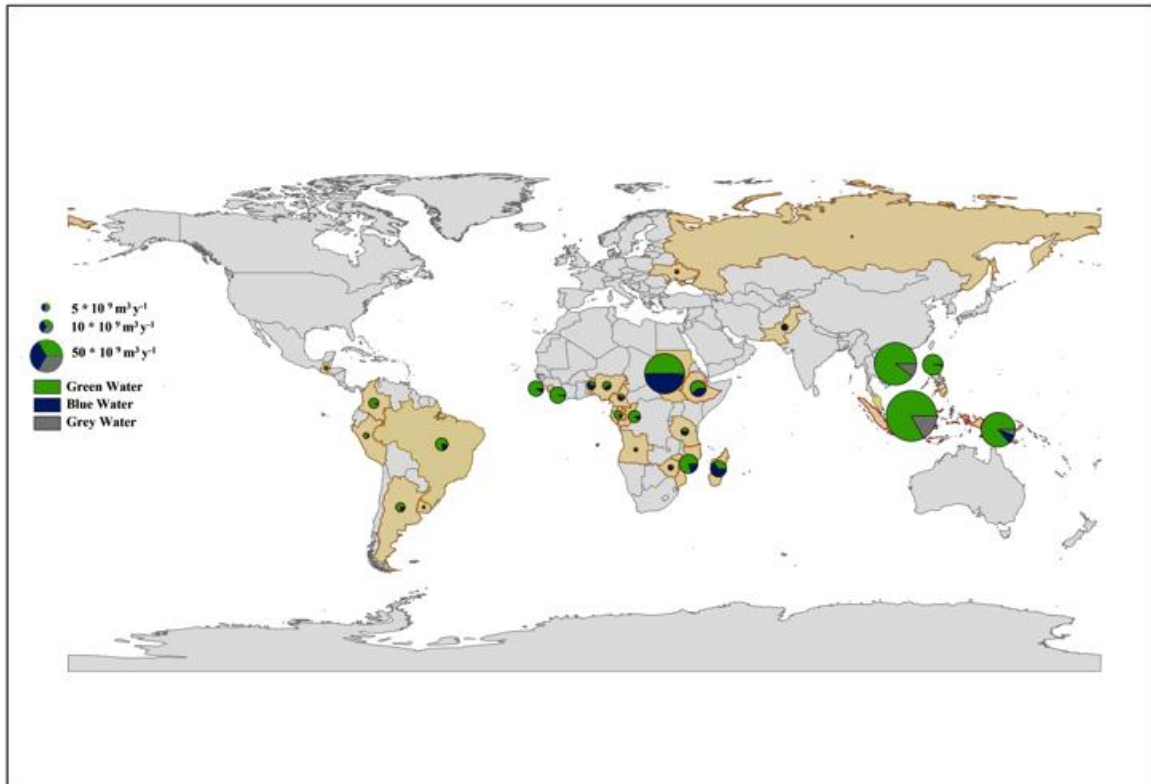 5 * 10 ⁹ m³ y⁻¹
10 * 10 ⁹ m³ y⁻¹
50 * 10 ⁹ m³ y⁻¹
Green Water
Blue Water
Grey Water